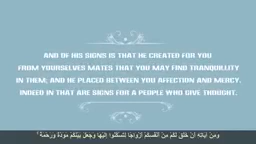 AND OF HIS SIGNS IS THAT HE CREATED FOR YOU
FROM YOURSELVES MATES THAT YOU MAY FIND TRANQUILLITY
IN THEM; AND HE PLACED BETWEEN YOU AFFECTION AND MERCY.
INDEED IN THAT ARE SIGNS FOR A PEOPLE WHO GIVE THOUGHT.
ومن آياته أن خلق لكم من أنفسكم أزواجا لتسكنوا إليها وجعل بينكم مودة ورحمة